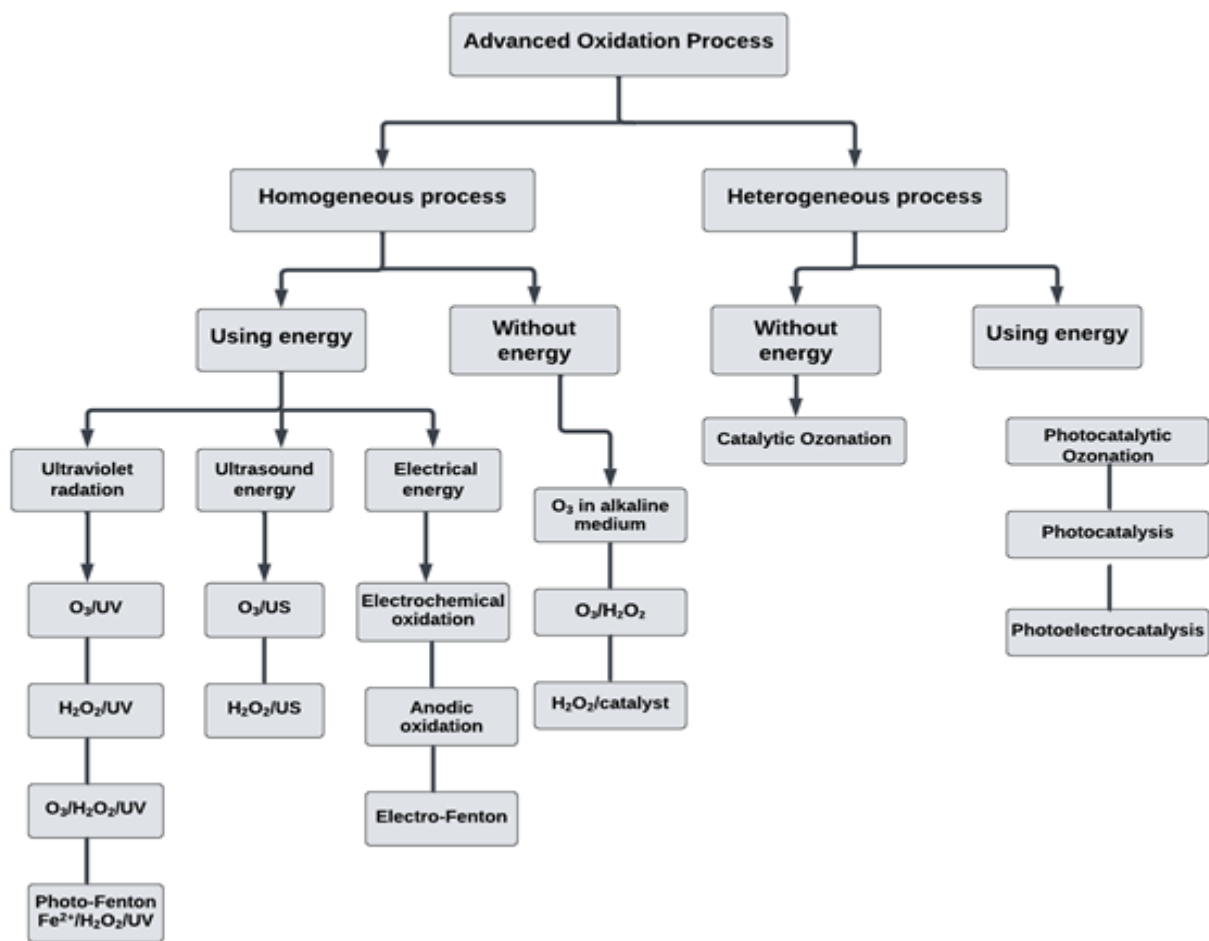 Advanced Oxidation Process
Homogeneous process
Heterogeneous process
Using energy
Without
energy
Without
energy
Using energy
Ultraviolet
radation
Ultrasound
energy
Electrical
energy
O₃ in alkaline
medium
Catalytic Ozonation
Photocatalytic
Ozonation
O₃/UV
O₃/US
Electrochemical
oxidation
O₃/H₂O₂
Photocatalysis
H₂O₂/UV
H₂O₂/US
Anodic
oxidation
H₂O₂/catalyst
Photoelectrocatalysis
O₃/H₂O₂/UV
Electro-Fenton
Photo-Fenton
Fe²⁺/H₂O₂/UV